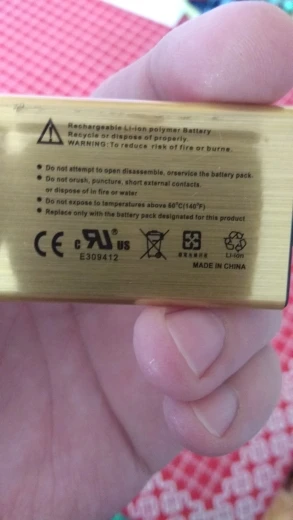 Rechargeable Li-ion polymer Battery
Recycle or dispose of properly.
WARNING: To reduce risk of fire or burns.
Do not attempt to open disassemble, orservice the battery pack.
Do not crush, puncture, short external contacts.
or dispose of in fire or water
Do not expose to temperatures above 60°C(140°F)
Replace only with the battery pack designated for this product
CE c RU® US
E309412
Li-ion
MADE IN CHINA